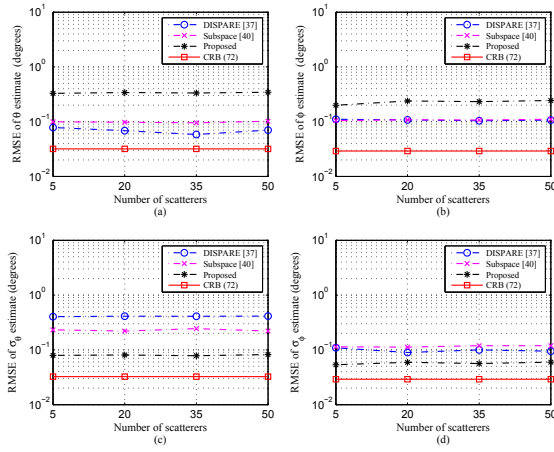 RMSE of θ estimate (degrees)
10^1
10^0
10^-1
10^-2
5 20 35 50
Number of scatterers
(a)
DISPARE [37]
Subspace [40]
Proposed
CRB (72)
RMSE of ϕ estimate (degrees)
10^1
10^0
10^-1
10^-2
5 20 35 50
Number of scatterers
(b)
DISPARE [37]
Subspace [40]
Proposed
CRB (72)
RMSE of σ_θ estimate (degrees)
10^1
10^0
10^-1
10^-2
5 20 35 50
Number of scatterers
(c)
DISPARE [37]
Subspace [40]
Proposed
CRB (72)
RMSE of σ_ϕ estimate (degrees)
10^1
10^0
10^-1
10^-2
5 20 35 50
Number of scatterers
(d)
DISPARE [37]
Subspace [40]
Proposed
CRB (72)